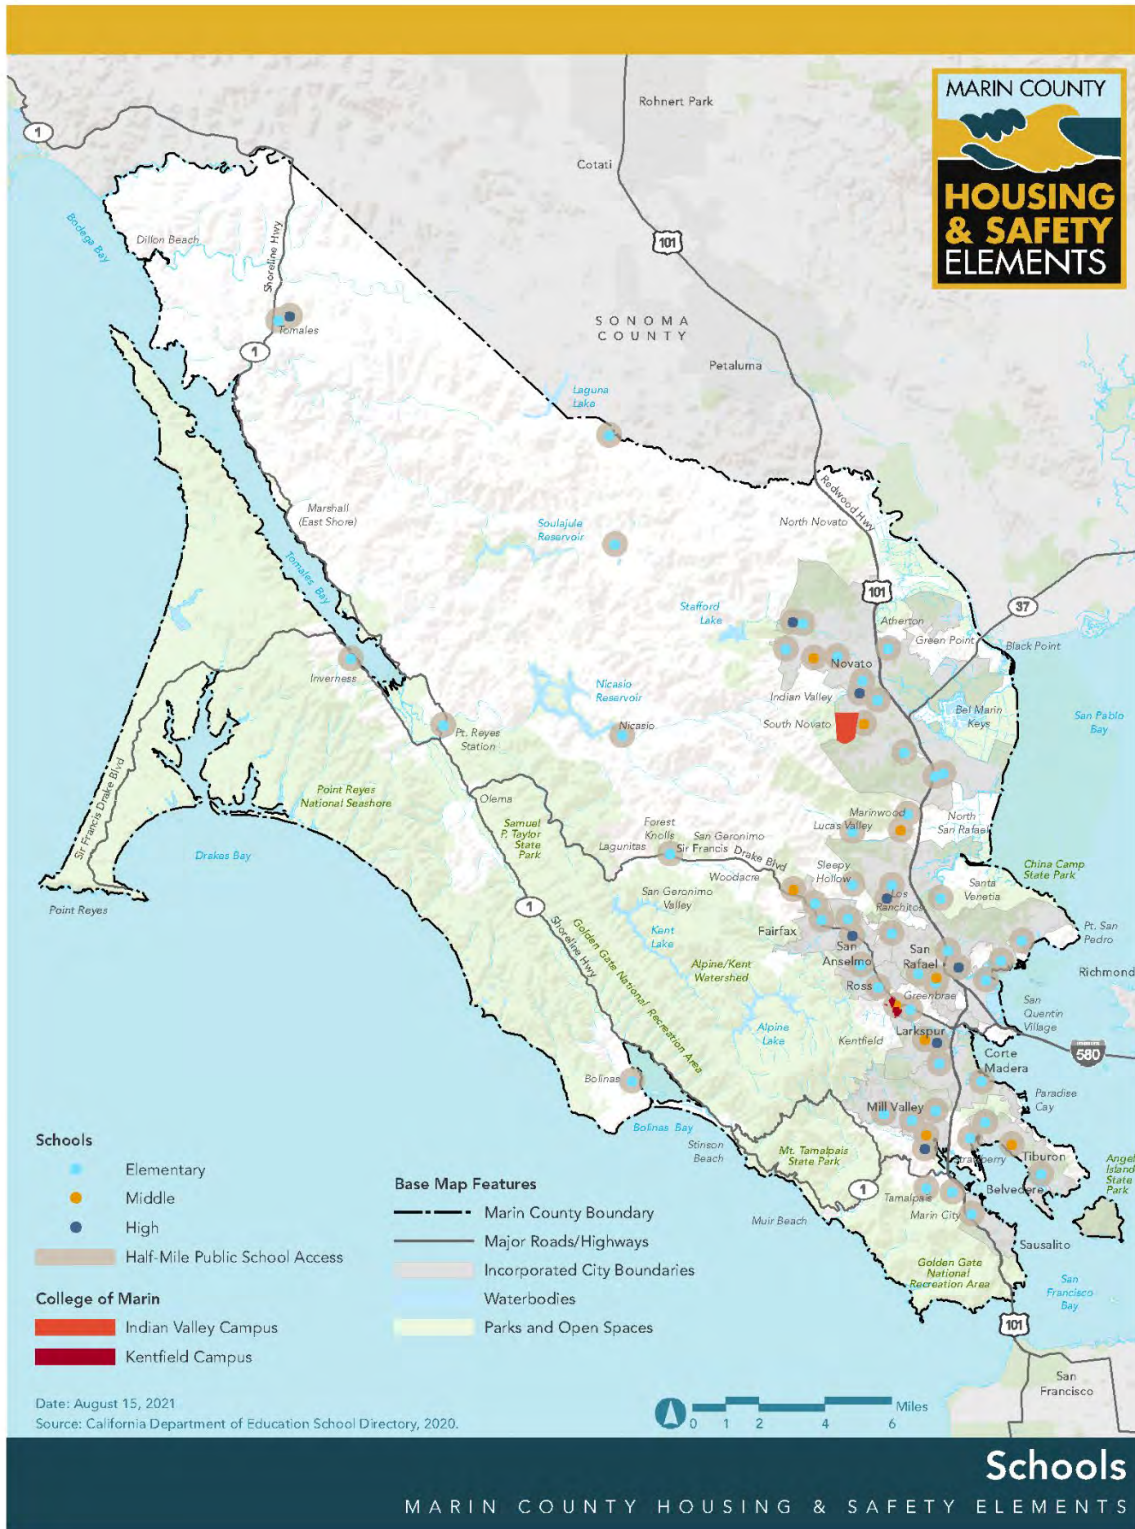 MARIN COUNTY
HOUSING
& SAFETY
ELEMENTS
Rohnert Park
1
Cotati
101
Bodega Bay
Dillon Beach
Shoreline Hwy
SONOMA
COUNTY
Tomales
1
Petaluma
Laguna
Lake
Redwood Hwy
Marshall
(East Shore)
North Novato
Soulajule
Reservoir
Tomales Bay
101
Stafford
Lake
37
Atherton
Green Point
Black Point
Novato
Inverness
Nicasio
Reservoir
Indian Valley
Bel Marin
Keys
South Novato
San Pablo
Bay
Nicasio
Pt. Reyes
Station
Sir Francis Drake Blvd
Point Reyes
National Seashore
Olema
Samuel
P. Taylor
State
Park
Forest
Knolls
Marinwood
Lucas Valley
North
San Rafael
Lagunitas
San Geronimo
Sir Francis Drake Blvd
Drakes Bay
Woodacre
Sleepy
Hollow
China Camp
State Park
San Geronimo
Valley
Santa
Venetia
Los
Ranchitos
Point Reyes
1
Shoreline Hwy
Golden Gate National Recreation Area
Kent
Lake
Fairfax
Pt. San
Pedro
San
Anselmo
San
Rafael
Alpine/Kent
Watershed
Richmond
Ross
Greenbrae
San
Quentin
Village
Alpine
Lake
Kentfield
Larkspur
580
Corte
Madera
Bolinas
Paradise
Cay
Mill Valley
Bolinas Bay
Stinson
Beach
Mt. Tamalpais
State Park
Strawberry
Tiburon
Angel
Island
State
Park
1
Tamalpais
Belvedere
Marin City
Muir Beach
Sausalito
Golden Gate
National
Recreation Area
San
Francisco
Bay
101
San
Francisco
Schools
Elementary
Middle
High
Half-Mile Public School Access
College of Marin
Indian Valley Campus
Kentfield Campus
Base Map Features
Marin County Boundary
Major Roads/Highways
Incorporated City Boundaries
Waterbodies
Parks and Open Spaces
Date: August 15, 2021
Source: California Department of Education School Directory, 2020.
Miles
0 1 2 4 6
Schools
MARIN COUNTY HOUSING & SAFETY ELEMENTS